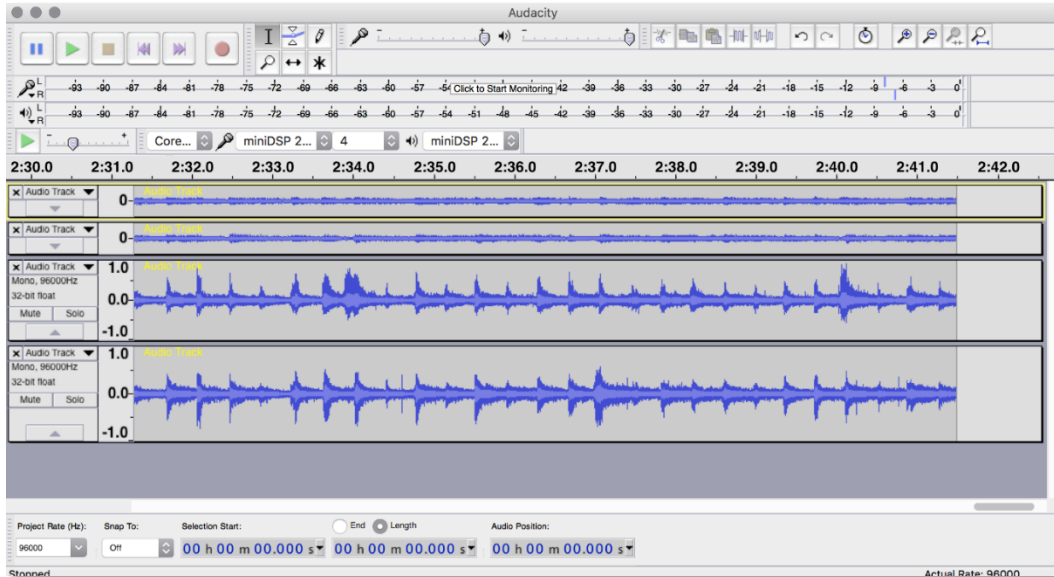 Audacity
L
R
-93 -90 -87 -84 -81 -78 -75 -72 -69 -66 -63 -60 -57 -54 Click to Start Monitoring 42 -39 -36 -33 -30 -27 -24 -21 -18 -15 -12 -9 -6 -3 0
L
R
-93 -90 -87 -84 -81 -78 -75 -72 -69 -66 -63 -60 -57 -54 -51 -48 -45 -42 -39 -36 -33 -30 -27 -24 -21 -18 -15 -12 -9 -6 -3 0
- +
Core... miniDSP 2... 4 miniDSP 2...
2:30.0 2:31.0 2:32.0 2:33.0 2:34.0 2:35.0 2:36.0 2:37.0 2:38.0 2:39.0 2:40.0 2:41.0 2:42.0
× Audio Track Audio Track
0-
× Audio Track Audio Track
0-
× Audio Track 1.0 Audio Track
Mono, 96000Hz
32-bit float 0.0-
Mute Solo
-1.0
× Audio Track 1.0 Audio Track
Mono, 96000Hz
32-bit float
Mute Solo 0.0-
-1.0
Project Rate (Hz): Snap To: Selection Start: End Length Audio Position:
96000 Off 00 h 00 m 00.000 s 00 h 00 m 00.000 s 00 h 00 m 00.000 s
Stopped Actual Rate: 96000